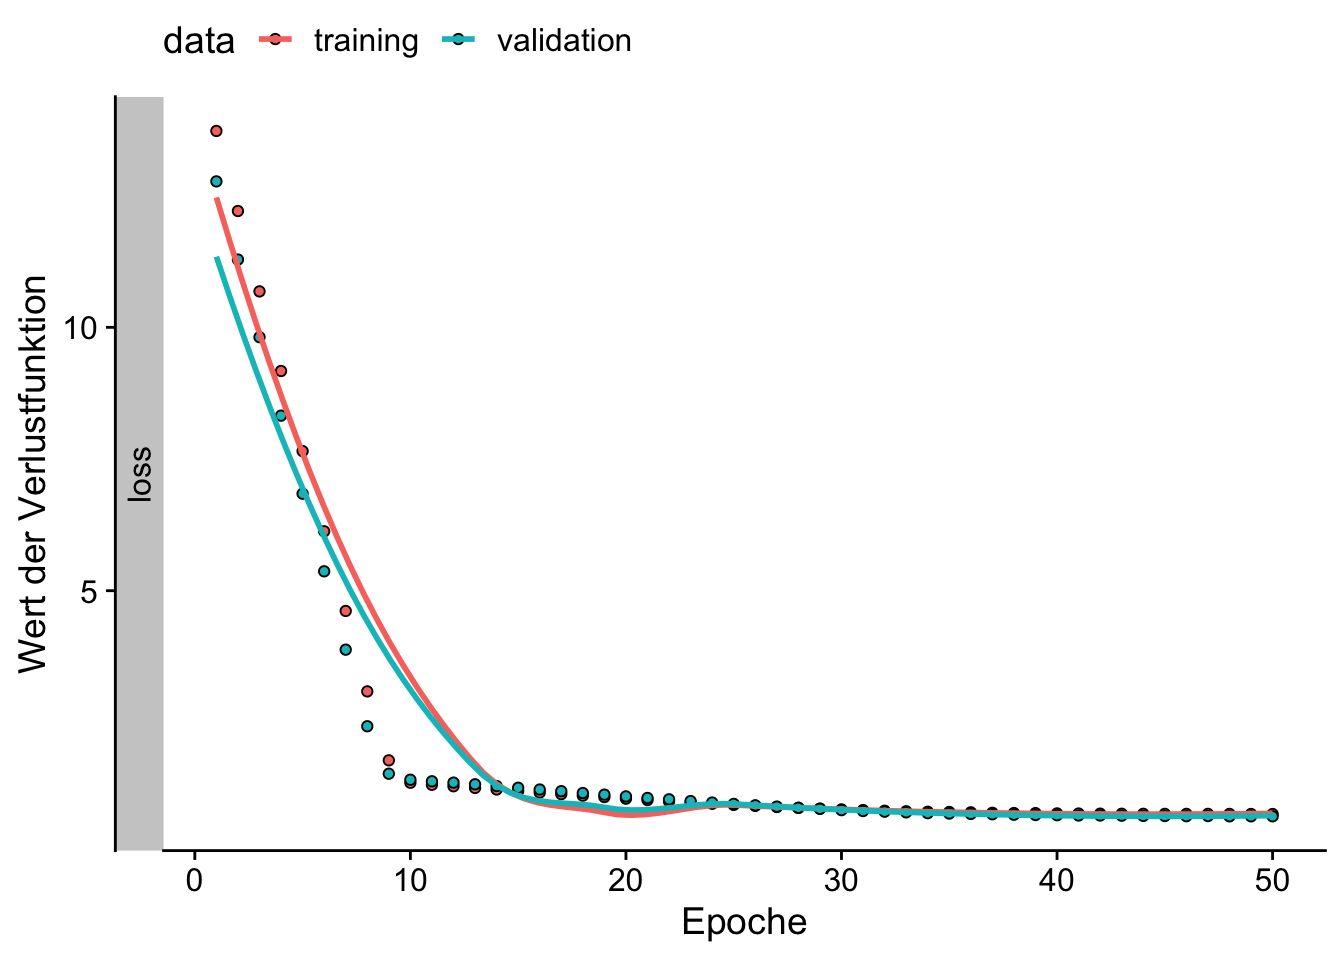 data training validation
Wert der Verlustfunktion
loss
10
5
0 10 20 30 40 50
Epoche